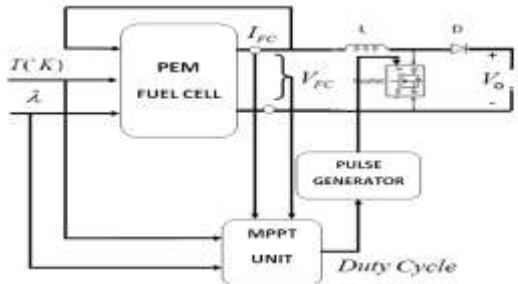 I_FC
L
D
T(°K)
PEM
FUEL CELL
V_FC
+
V_o
-
λ
PULSE
GENERATOR
MPPT
UNIT
Duty Cycle